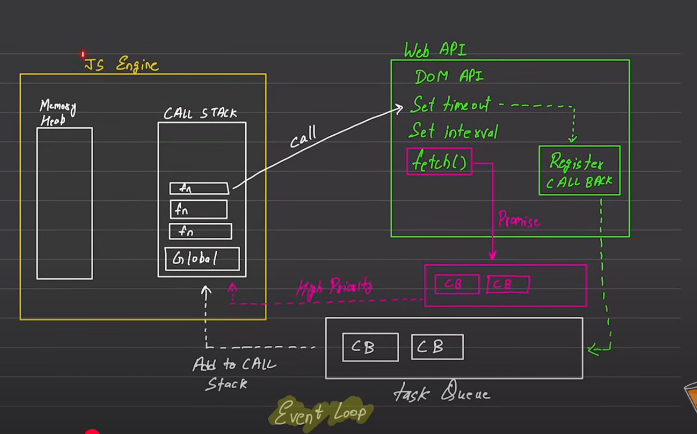 JS Engine
Memory
Heap
CALL STACK
fn
fn
fn
Global
call
Web API
DOM API
Set timeout
Set interval
fetch()
Register
CALL BACK
Promise
CB
CB
High Priority
CB
CB
Add to CALL
Stack
task Queue
Event Loop